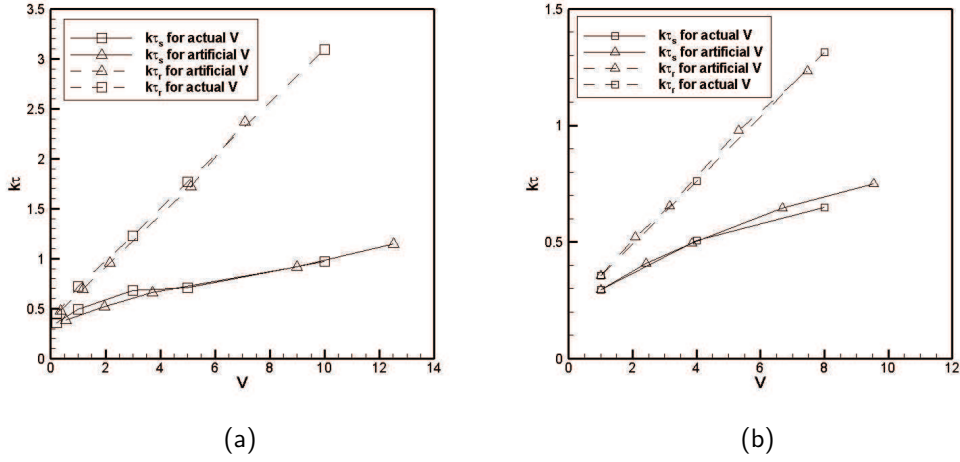 3.5
3
2.5
2
1.5
1
0.5
0
kτ
kτs for actual V
kτs for artificial V
kτr for artificial V
kτr for actual V
0 2 4 6 8 10 12 14
V
(a)
1.5
1
0.5
0
kτ
kτs for actual V
kτs for artificial V
kτr for artificial V
kτr for actual V
0 2 4 6 8 10 12
V
(b)